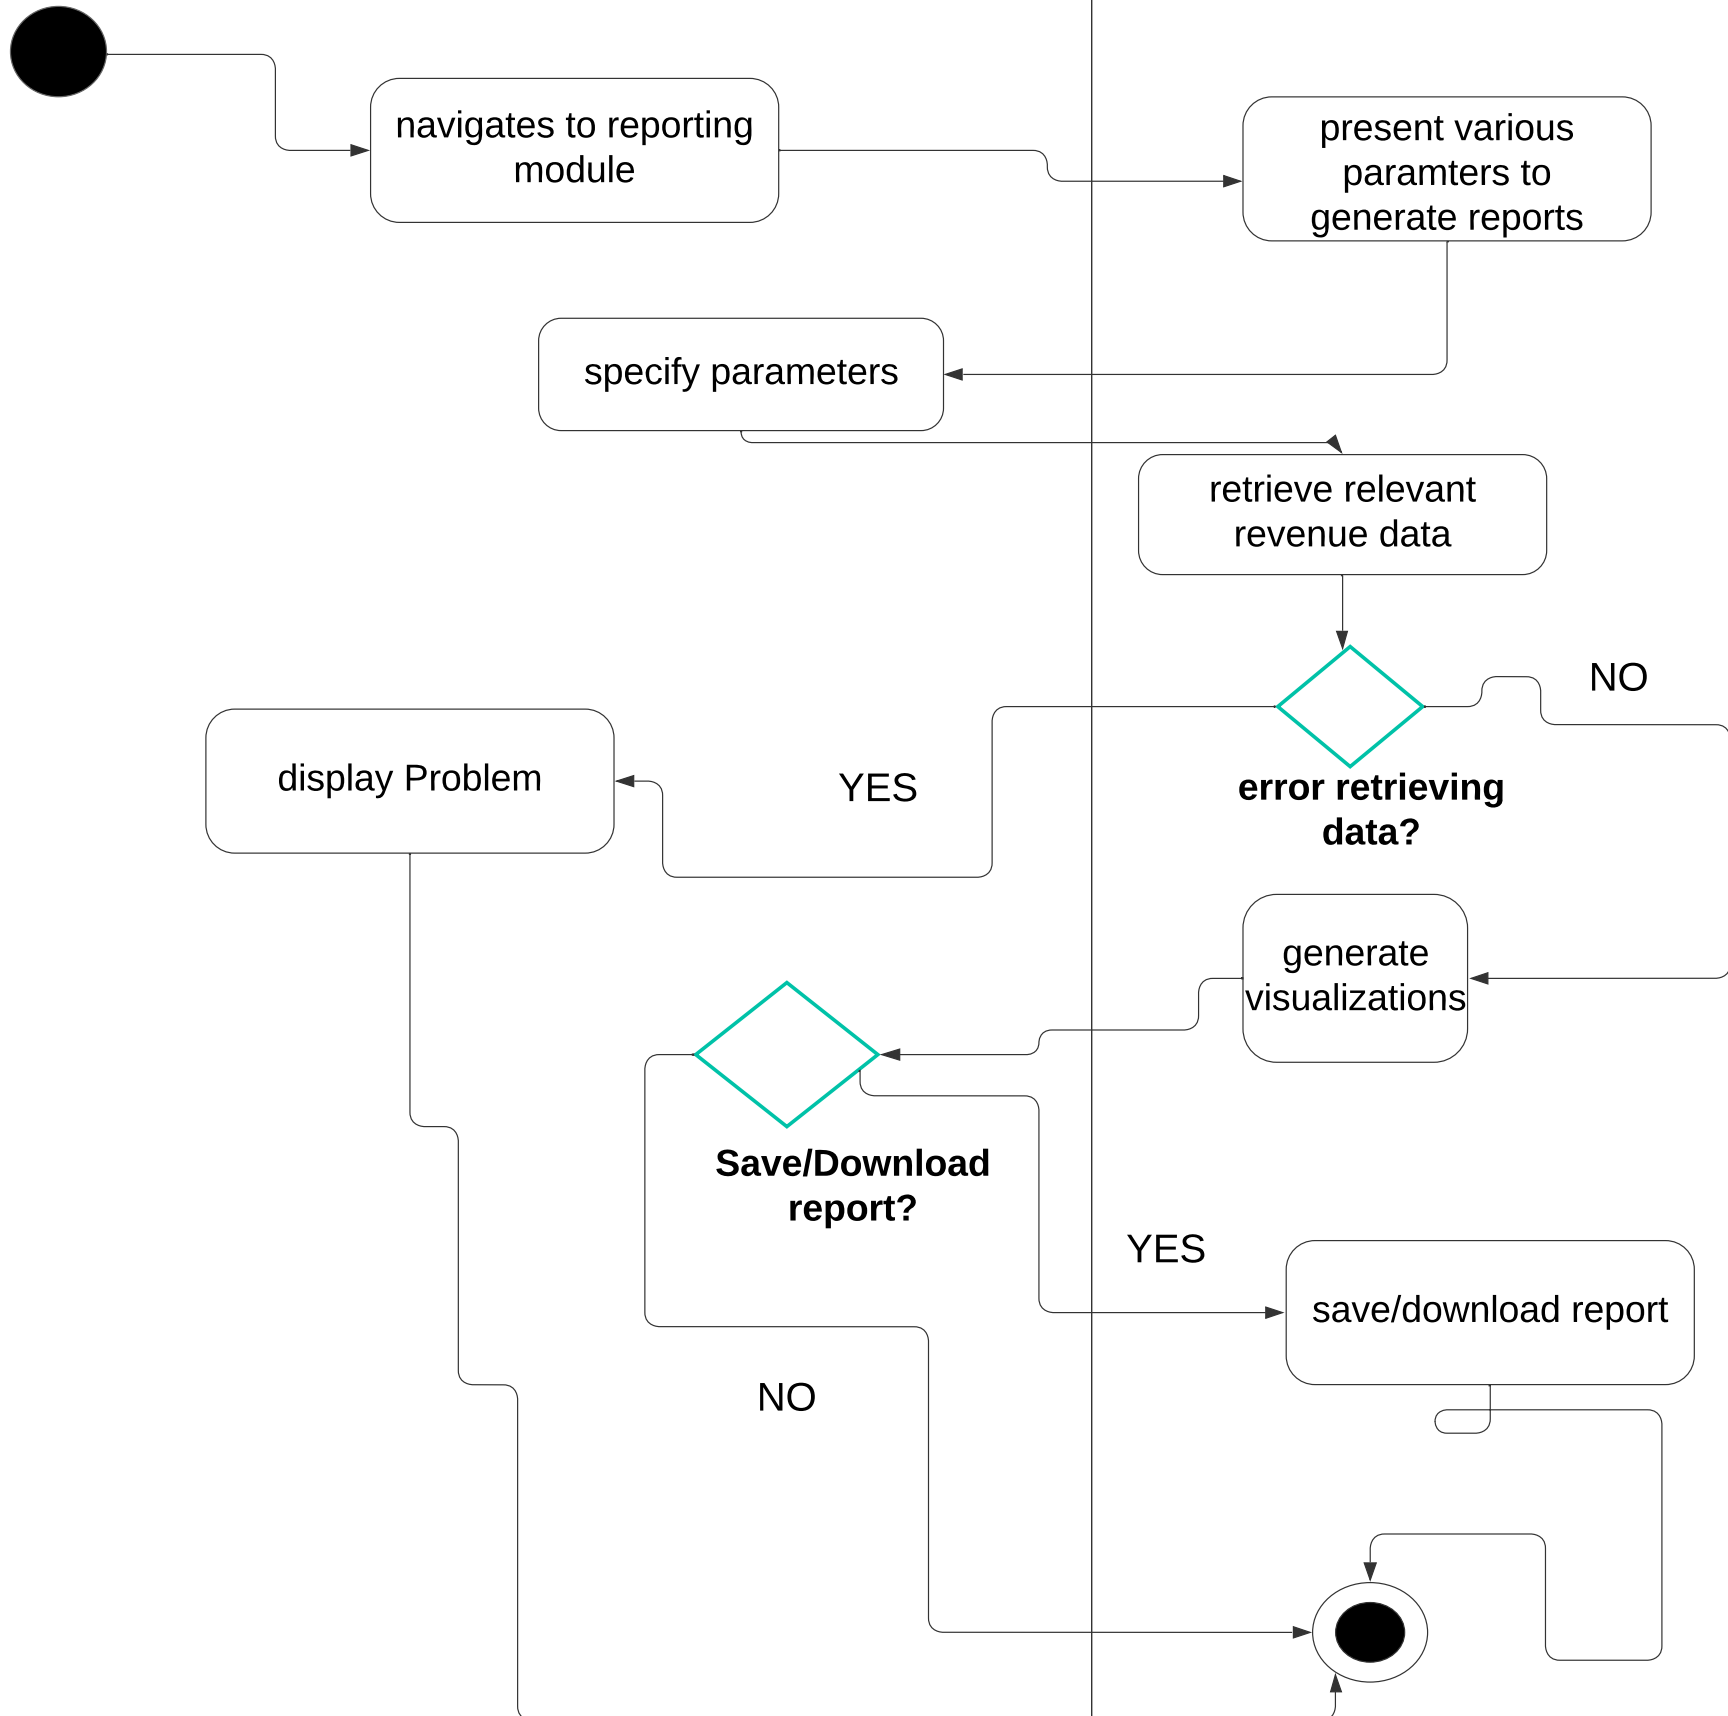 navigates to reporting
module
present various
paramters to
generate reports
specify parameters
retrieve relevant
revenue data
NO
error retrieving
data?
YES
display Problem
generate
visualizations
Save/Download
report?
YES
save/download report
NO